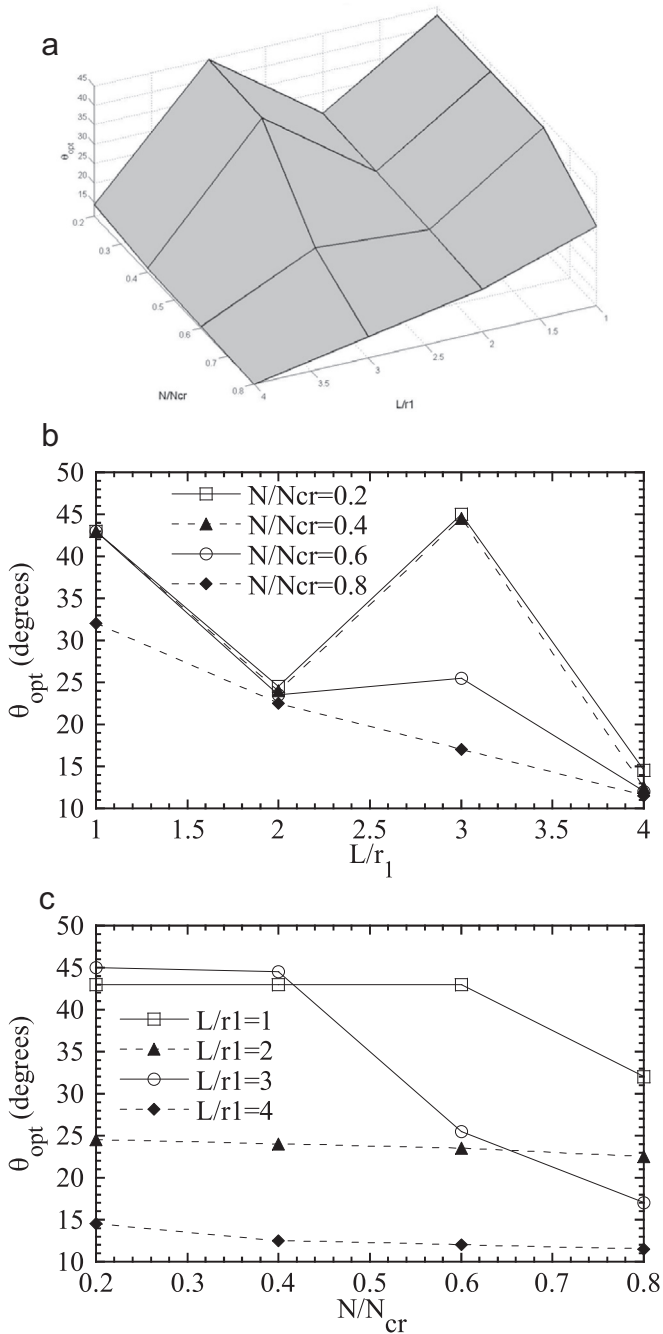 a
45
40
35
30
25
20
15
θopt
0.2
0.3
0.4
0.5
0.6
0.7
0.8
N/Ncr
4
3.5
3
2.5
2
1.5
1
L/r1
b
50
45
40
35
30
25
20
15
10
θopt (degrees)
N/Ncr=0.2
N/Ncr=0.4
N/Ncr=0.6
N/Ncr=0.8
1 1.5 2 2.5 3 3.5 4
L/r1
c
50
45
40
35
30
25
20
15
10
θopt (degrees)
L/r1=1
L/r1=2
L/r1=3
L/r1=4
0.2 0.3 0.4 0.5 0.6 0.7 0.8
N/Ncr